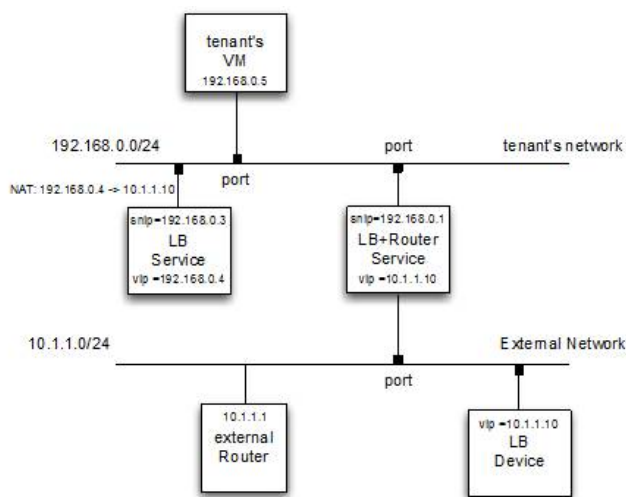 tenant's
VM
192.168.0.5
192.168.0.0/24
port
tenant's network
port
NAT: 192.168.0.4 -> 10.1.1.10
snip=192.168.0.3
LB
Service
vip =192.168.0.4
snip=192.168.0.1
LB+Router
Service
vip =10.1.1.10
10.1.1.0/24
External Network
port
10.1.1.1
external
Router
vip =10.1.1.10
LB
Device